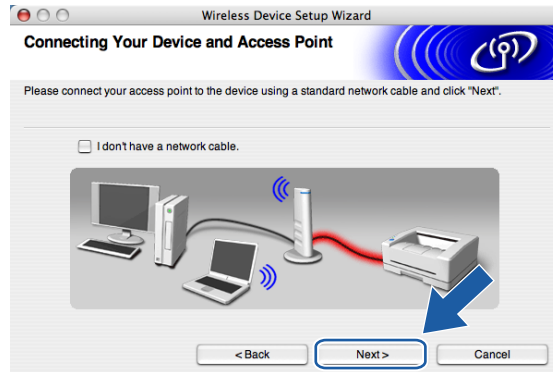 Wireless Device Setup Wizard
Connecting Your Device and Access Point
Please connect your access point to the device using a standard network cable and click "Next".
I don't have a network cable.
< Back Next > Cancel